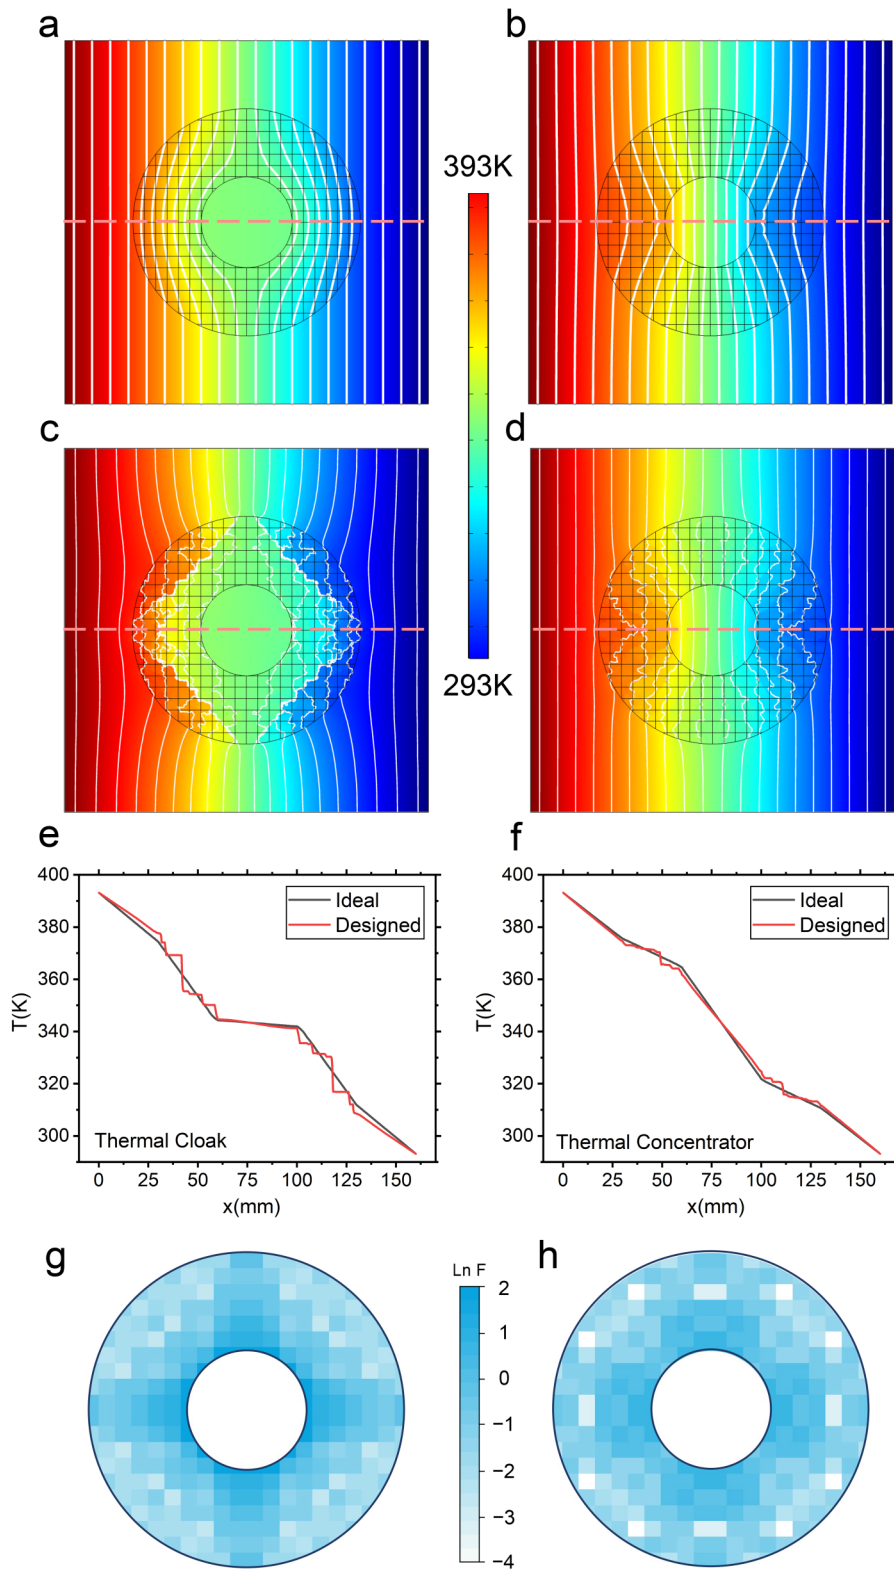 a
b
393K
293K
c
d
e
f
400
380
360
340
320
300
T(K)
Ideal
Designed
Thermal Cloak
0
25
50
75
100
125
150
x(mm)
400
380
360
340
320
300
T(K)
Ideal
Designed
Thermal Concentrator
0
25
50
75
100
125
150
x(mm)
g
h
Ln F
2
1
0
−1
−2
−3
−4